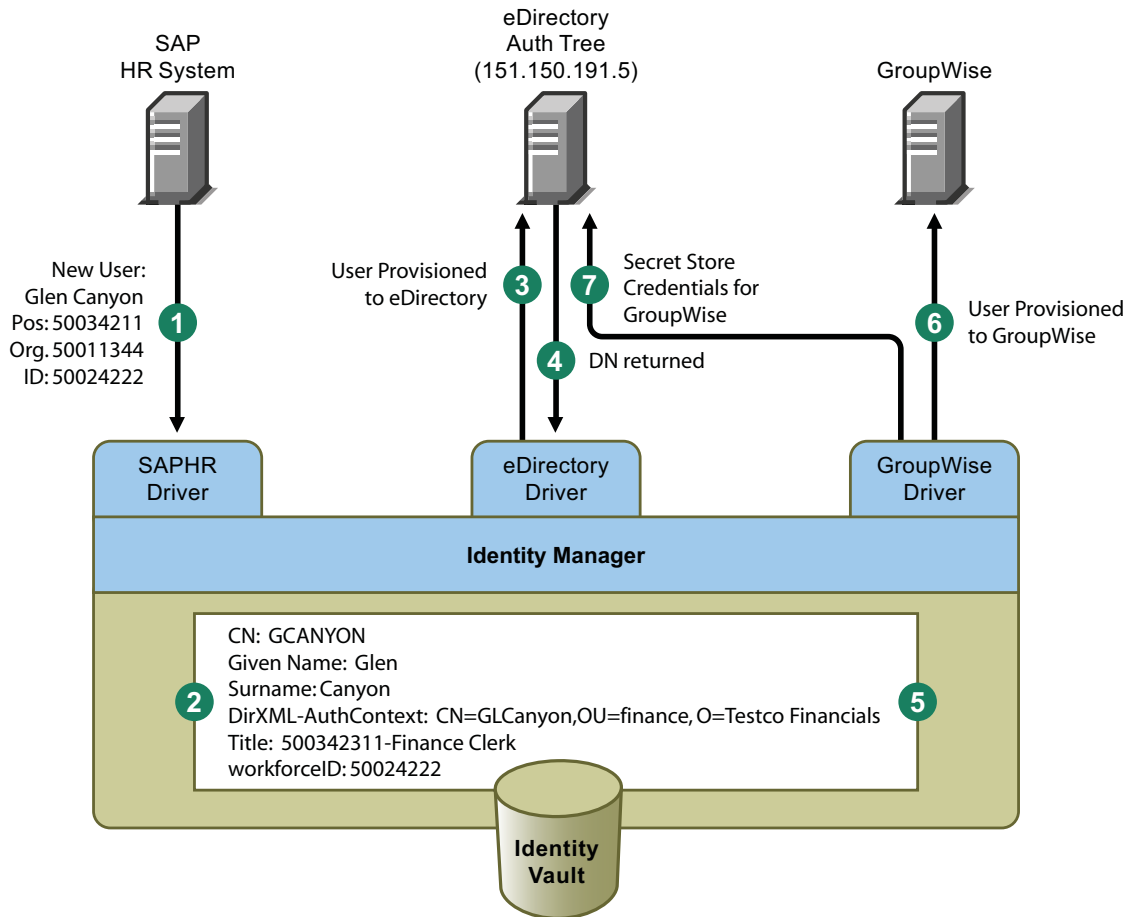 SAP
HR System
eDirectory
Auth Tree
(151.150.191.5)
GroupWise
New User:
Glen Canyon
Pos: 50034211
Org. 50011344
ID: 50024222
1
User Provisioned
to eDirectory
3
4
DN returned
7
Secret Store
Credentials for
GroupWise
6
User Provisioned
to GroupWise
SAPHR
Driver
eDirectory
Driver
GroupWise
Driver
Identity Manager
2
CN: GCANYON
Given Name: Glen
Surname: Canyon
DirXML-AuthContext: CN=GLCanyon,OU=finance, O=Testco Financials
Title: 500342311-Finance Clerk
workforceID: 50024222
5
Identity
Vault